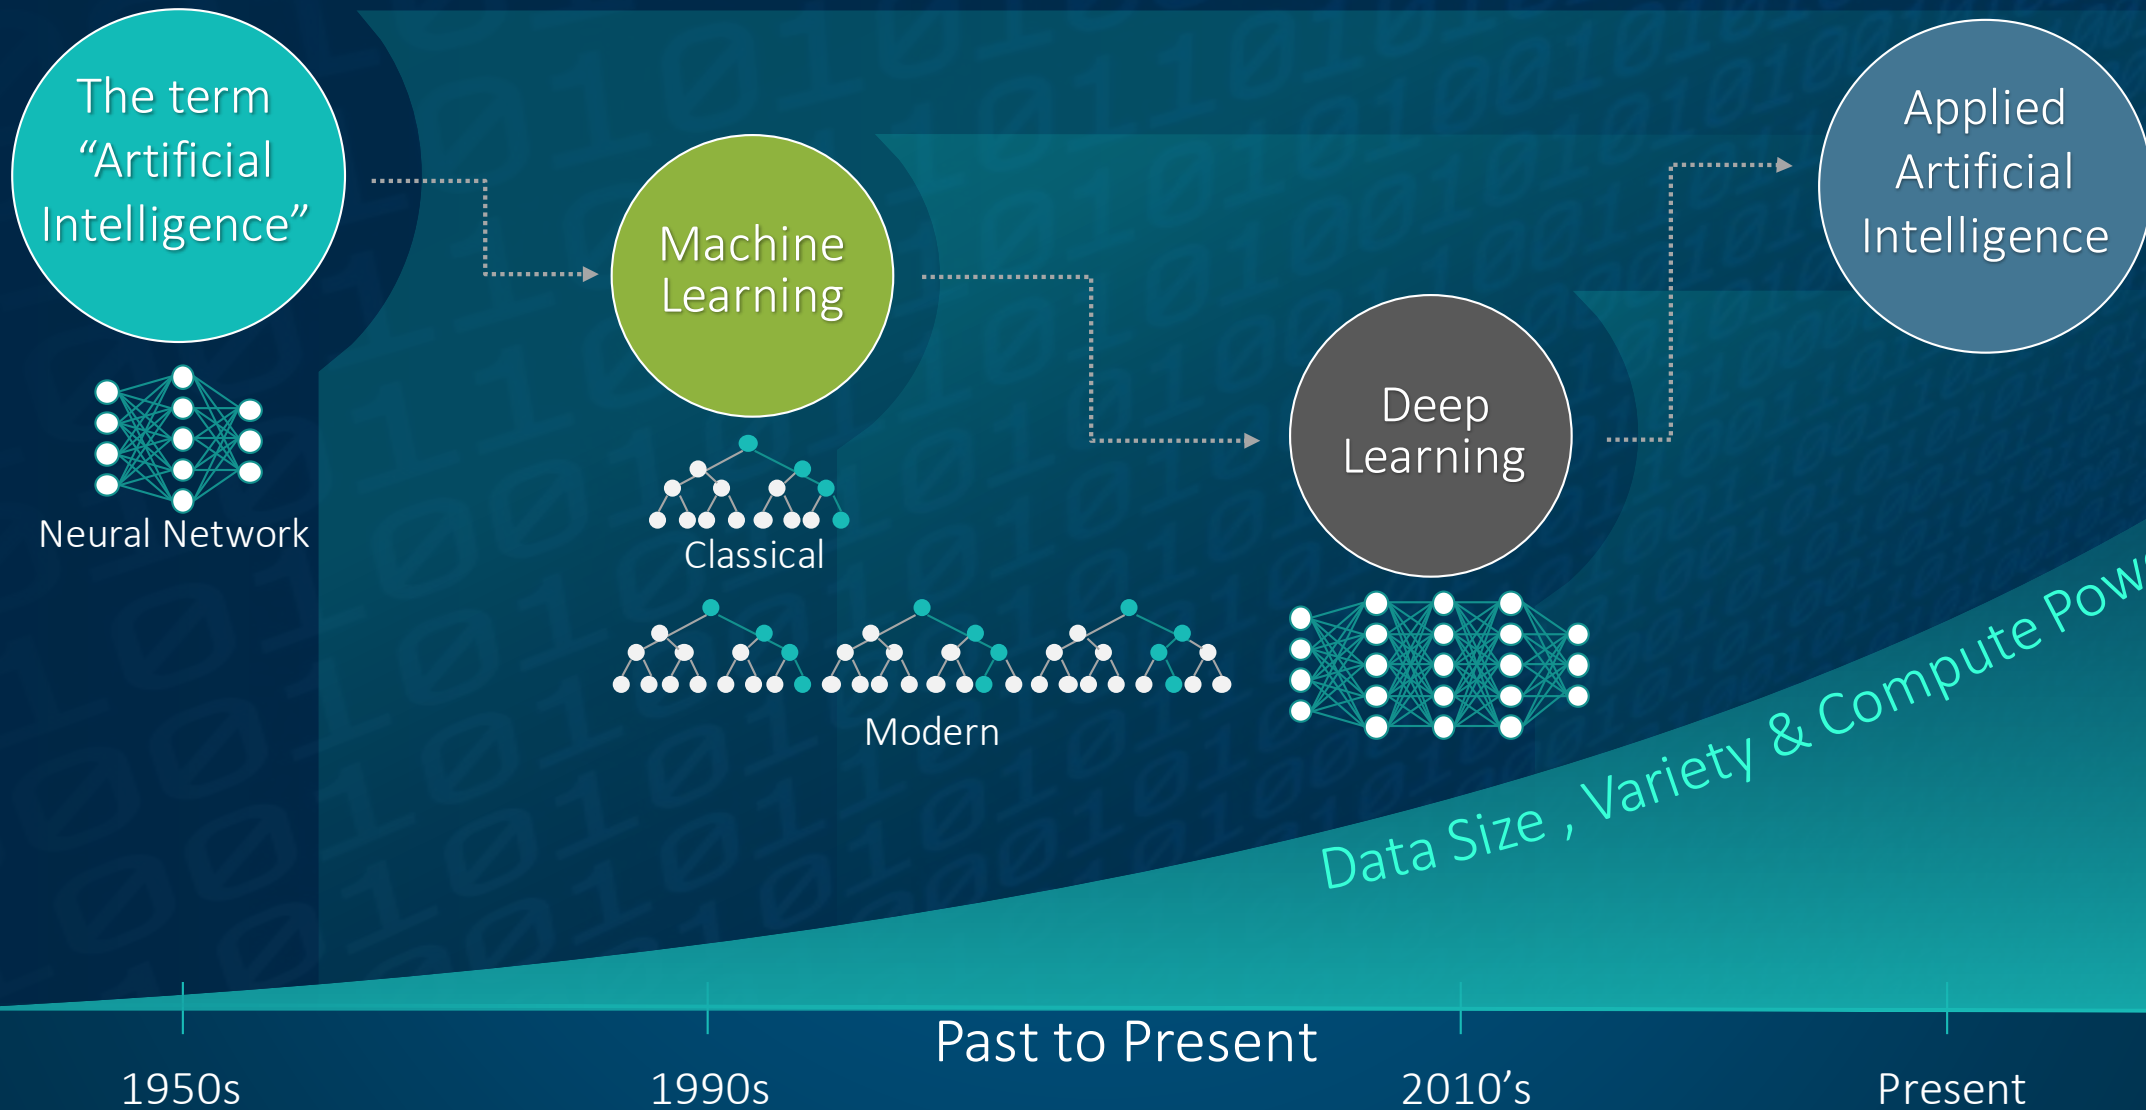 The term
“Artificial
Intelligence”
Neural Network
Machine
Learning
Classical
Modern
Deep
Learning
Applied
Artificial
Intelligence
Data Size , Variety & Compute Pow
Past to Present
1950s
1990s
2010’s
Present